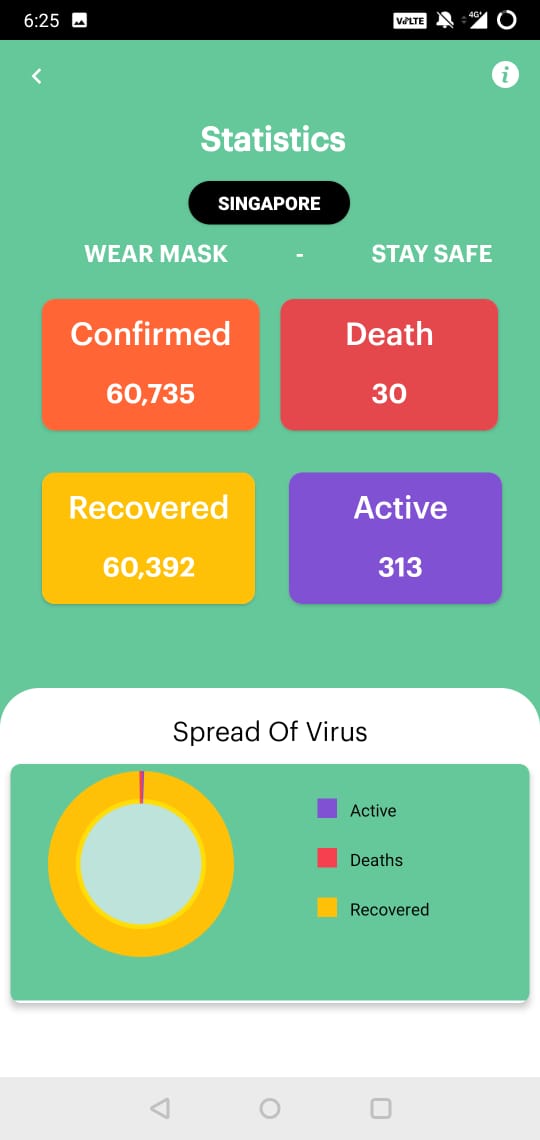 6:25
VoLTE 4G+
Statistics
SINGAPORE
WEAR MASK - STAY SAFE
Confirmed Death
60,735 30
Recovered Active
60,392 313
Spread Of Virus
Active
Deaths
Recovered